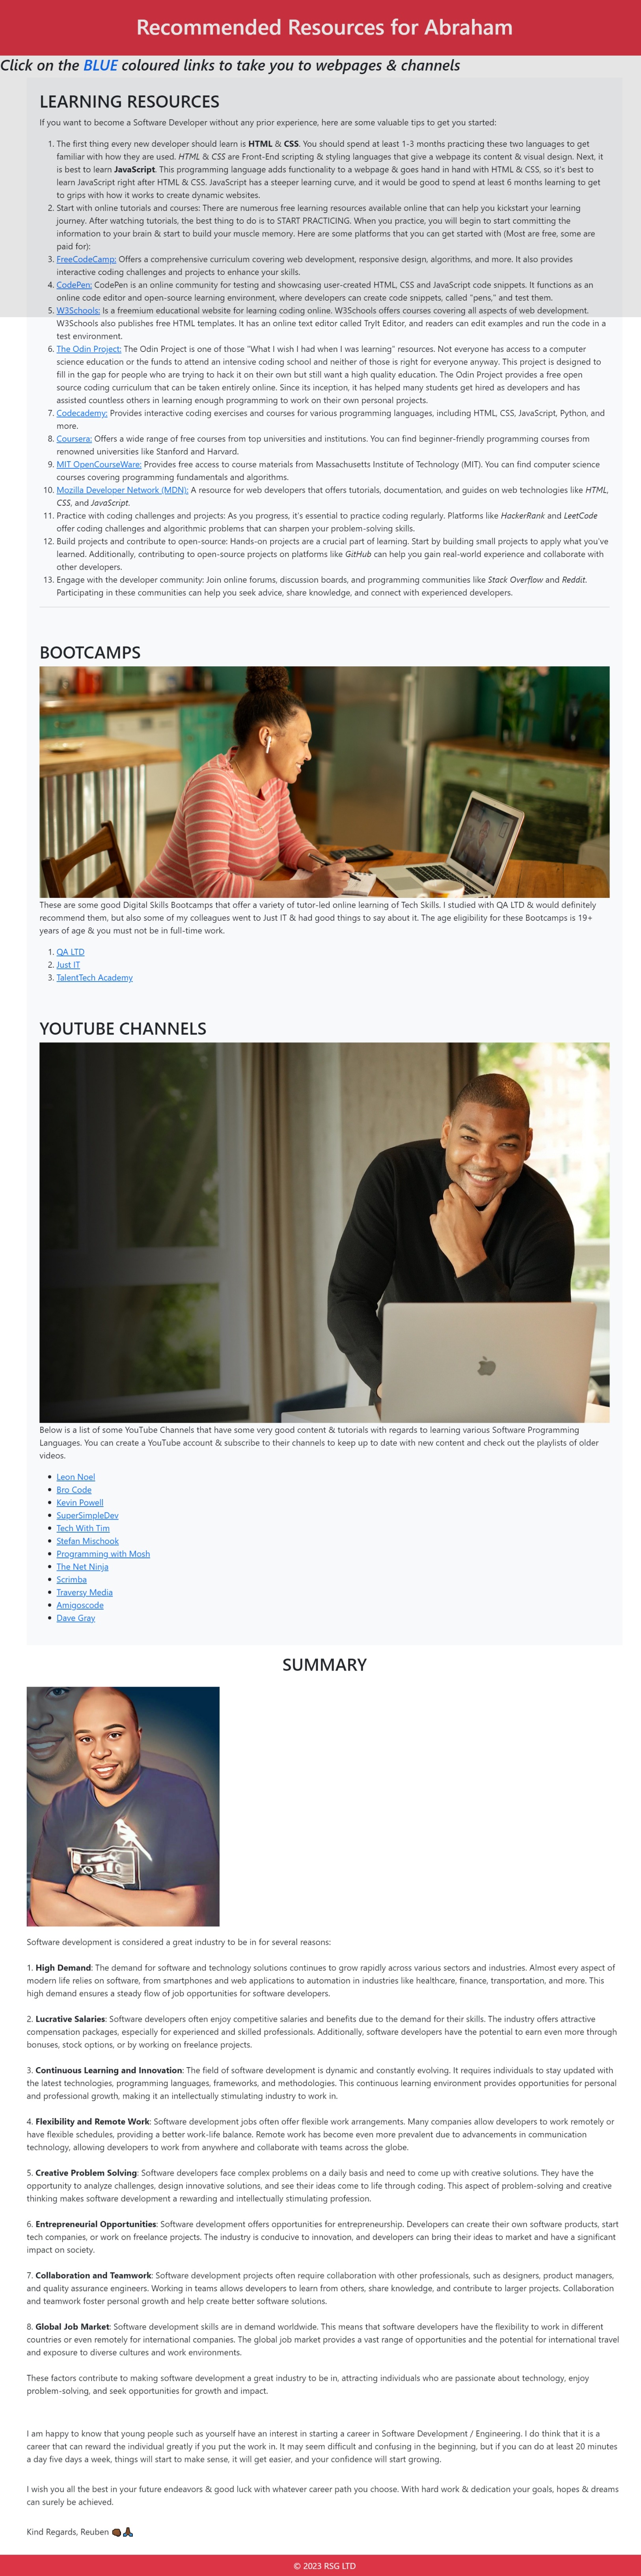 Recommended Resources for Abraham
Click on the BLUE coloured links to take you to webpages & channels
LEARNING RESOURCES
If you want to become a Software Developer without any prior experience, here are some valuable tips to get you started:
1. The first thing every new developer should learn is HTML & CSS. You should spend at least 1-3 months practicing these two languages to get
familiar with how they are used. HTML & CSS are Front-End scripting & styling languages that give a webpage its content & visual design. Next, it
is best to learn JavaScript. This programming language adds functionality to a webpage & goes hand in hand with HTML & CSS, so it's best to
learn JavaScript right after HTML & CSS. JavaScript has a steeper learning curve, and it would be good to spend at least 6 months learning to get
to grips with how it works to create dynamic websites.
2. Start with online tutorials and courses: There are numerous free learning resources available online that can help you kickstart your learning
journey. After watching tutorials, the best thing to do is to START PRACTICING. When you practice, you will begin to start committing the
information to your brain & start to build your muscle memory. Here are some platforms that you can get started with (Most are free, some are
paid for):
3. FreeCodeCamp: Offers a comprehensive curriculum covering web development, responsive design, algorithms, and more. It also provides
interactive coding challenges and projects to enhance your skills.
4. CodePen: CodePen is an online community for testing and showcasing user-created HTML, CSS and JavaScript code snippets. It functions as an
online code editor and open-source learning environment, where developers can create code snippets, called "pens," and test them.
5. W3Schools: Is a freemium educational website for learning coding online. W3Schools offers courses covering all aspects of web development.
W3Schools also publishes free HTML templates. It has an online text editor called TryIt Editor, and readers can edit examples and run the code in a
test environment.
6. The Odin Project: The Odin Project is one of those "What I wish I had when I was learning" resources. Not everyone has access to a computer
science education or the funds to attend an intensive coding school and neither of those is right for everyone anyway. This project is designed to
fill in the gap for people who are trying to hack it on their own but still want a high quality education. The Odin Project provides a free open
source coding curriculum that can be taken entirely online. Since its inception, it has helped many students get hired as developers and has
assisted countless others in learning enough programming to work on their own personal projects.
7. Codecademy: Provides interactive coding exercises and courses for various programming languages, including HTML, CSS, JavaScript, Python, and
more.
8. Coursera: Offers a wide range of free courses from top universities and institutions. You can find beginner-friendly programming courses from
renowned universities like Stanford and Harvard.
9. MIT OpenCourseWare: Provides free access to course materials from Massachusetts Institute of Technology (MIT). You can find computer science
courses covering programming fundamentals and algorithms.
10. Mozilla Developer Network (MDN): A resource for web developers that offers tutorials, documentation, and guides on web technologies like HTML,
CSS, and JavaScript.
11. Practice with coding challenges and projects: As you progress, it's essential to practice coding regularly. Platforms like HackerRank and LeetCode
offer coding challenges and algorithmic problems that can sharpen your problem-solving skills.
12. Build projects and contribute to open-source: Hands-on projects are a crucial part of learning. Start by building small projects to apply what you've
learned. Additionally, contributing to open-source projects on platforms like GitHub can help you gain real-world experience and collaborate with
other developers.
13. Engage with the developer community: Join online forums, discussion boards, and programming communities like Stack Overflow and Reddit.
Participating in these communities can help you seek advice, share knowledge, and connect with experienced developers.
BOOTCAMPS
These are some good Digital Skills Bootcamps that offer a variety of tutor-led online learning of Tech Skills. I studied with QA LTD & would definitely
recommend them, but also some of my colleagues went to Just IT & had good things to say about it. The age eligibility for these Bootcamps is 19+
years of age & you must not be in full-time work.
1. QA LTD
2. Just IT
3. TalentTech Academy
YOUTUBE CHANNELS
Below is a list of some YouTube Channels that have some very good content & tutorials with regards to learning various Software Programming
Languages. You can create a YouTube account & subscribe to their channels to keep up to date with new content and check out the playlists of older
videos.
• Leon Noel
• Bro Code
• Kevin Powell
• SuperSimpleDev
• Tech With Tim
• Stefan Mischook
• Programming with Mosh
• The Net Ninja
• Scrimba
• Traversy Media
• Amigoscode
• Dave Gray
SUMMARY
Software development is considered a great industry to be in for several reasons:
1. High Demand: The demand for software and technology solutions continues to grow rapidly across various sectors and industries. Almost every aspect of
modern life relies on software, from smartphones and web applications to automation in industries like healthcare, finance, transportation, and more. This
high demand ensures a steady flow of job opportunities for software developers.
2. Lucrative Salaries: Software developers often enjoy competitive salaries and benefits due to the demand for their skills. The industry offers attractive
compensation packages, especially for experienced and skilled professionals. Additionally, software developers have the potential to earn even more through
bonuses, stock options, or by working on freelance projects.
3. Continuous Learning and Innovation: The field of software development is dynamic and constantly evolving. It requires individuals to stay updated with
the latest technologies, programming languages, frameworks, and methodologies. This continuous learning environment provides opportunities for personal
and professional growth, making it an intellectually stimulating industry to work in.
4. Flexibility and Remote Work: Software development jobs often offer flexible work arrangements. Many companies allow developers to work remotely or
have flexible schedules, providing a better work-life balance. Remote work has become even more prevalent due to advancements in communication
technology, allowing developers to work from anywhere and collaborate with teams across the globe.
5. Creative Problem Solving: Software developers face complex problems on a daily basis and need to come up with creative solutions. They have the
opportunity to analyze challenges, design innovative solutions, and see their ideas come to life through coding. This aspect of problem-solving and creative
thinking makes software development a rewarding and intellectually stimulating profession.
6. Entrepreneurial Opportunities: Software development offers opportunities for entrepreneurship. Developers can create their own software products, start
tech companies, or work on freelance projects. The industry is conducive to innovation, and developers can bring their ideas to market and have a significant
impact on society.
7. Collaboration and Teamwork: Software development projects often require collaboration with other professionals, such as designers, product managers,
and quality assurance engineers. Working in teams allows developers to learn from others, share knowledge, and contribute to larger projects. Collaboration
and teamwork foster personal growth and help create better software solutions.
8. Global Job Market: Software development skills are in demand worldwide. This means that software developers have the flexibility to work in different
countries or even remotely for international companies. The global job market provides a vast range of opportunities and the potential for international travel
and exposure to diverse cultures and work environments.
These factors contribute to making software development a great industry to be in, attracting individuals who are passionate about technology, enjoy
problem-solving, and seek opportunities for growth and impact.
I am happy to know that young people such as yourself have an interest in starting a career in Software Development / Engineering. I do think that it is a
career that can reward the individual greatly if you put the work in. It may seem difficult and confusing in the beginning, but if you can do at least 20 minutes
a day five days a week, things will start to make sense, it will get easier, and your confidence will start growing.
I wish you all the best in your future endeavors & good luck with whatever career path you choose. With hard work & dedication your goals, hopes & dreams
can surely be achieved.
Kind Regards, Reuben
© 2023 RSG LTD